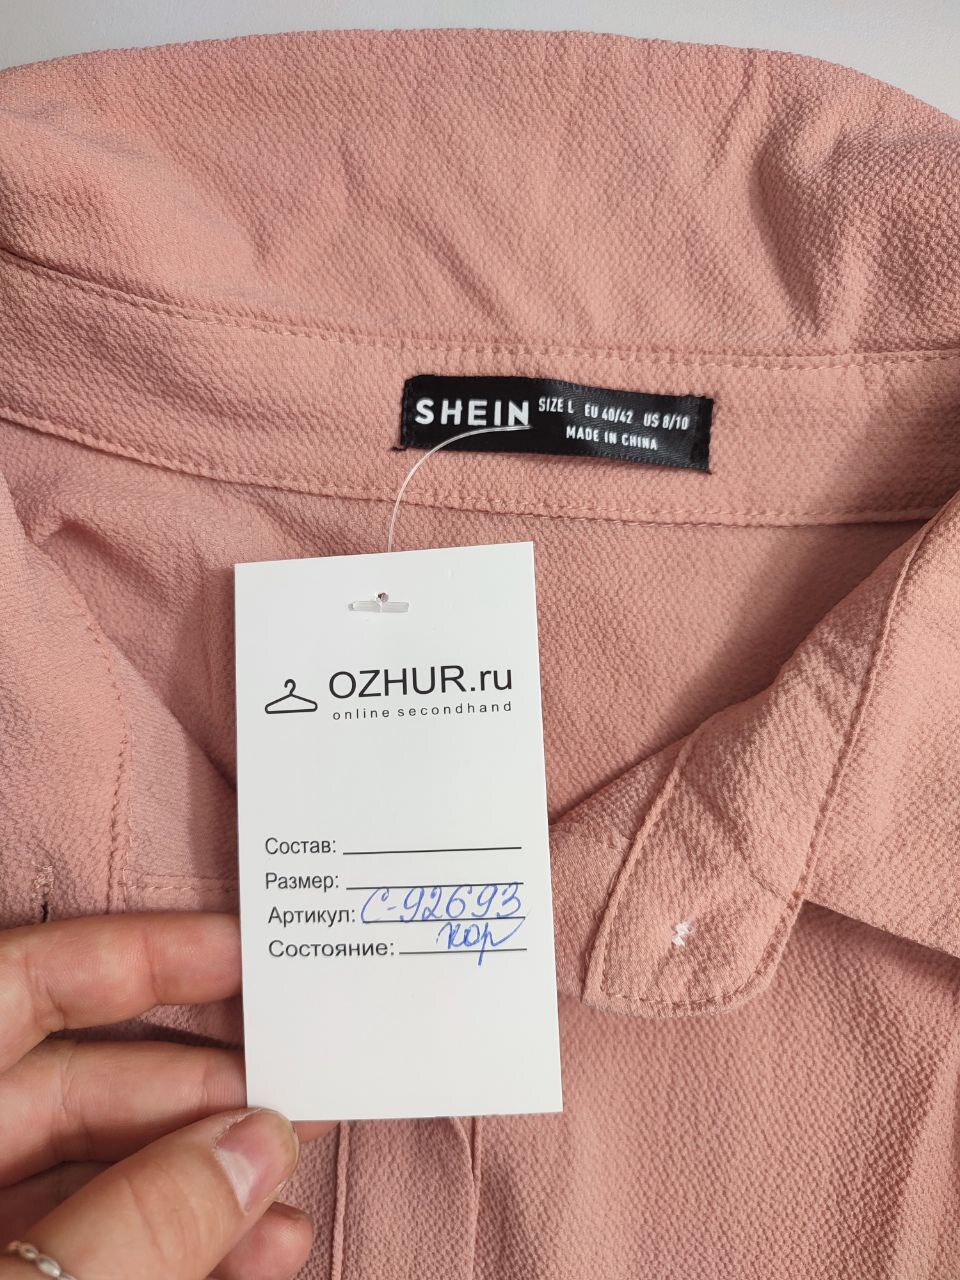 SHEIN SIZE L EU 40/42 US 8/10
MADE IN CHINA
OZHUR.ru
online secondhand
Состав:
Размер:
Артикул: С-92693
Состояние: хор